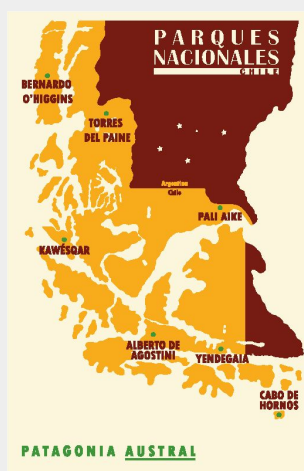 PARQUES
NACIONALES
CHILE
BERNARDO
O'HIGGINS
TORRES
DEL PAINE
Argentina
Chile
PALI AIKE
KAWÉSQAR
ALBERTO DE
AGOSTINI
YENDEGAIA
CABO DE
HORNOS
PATAGONIA AUSTRAL